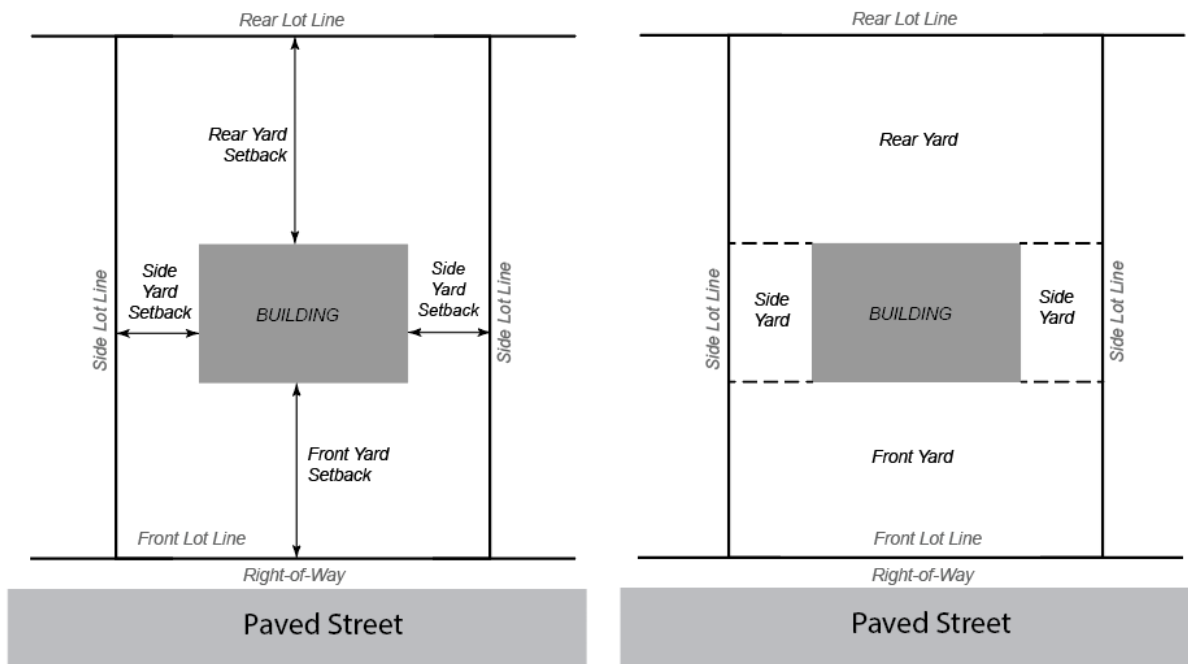 Rear Lot Line
Rear Yard
Setback
Side
Yard
Setback
Side
Yard
Setback
BUILDING
Side Lot Line
Side Lot Line
Front Yard
Setback
Front Lot Line
Right-of-Way
Paved Street
Rear Lot Line
Rear Yard
Side Lot Line
Side
Yard
BUILDING
Side
Yard
Side Lot Line
Front Yard
Front Lot Line
Right-of-Way
Paved Street